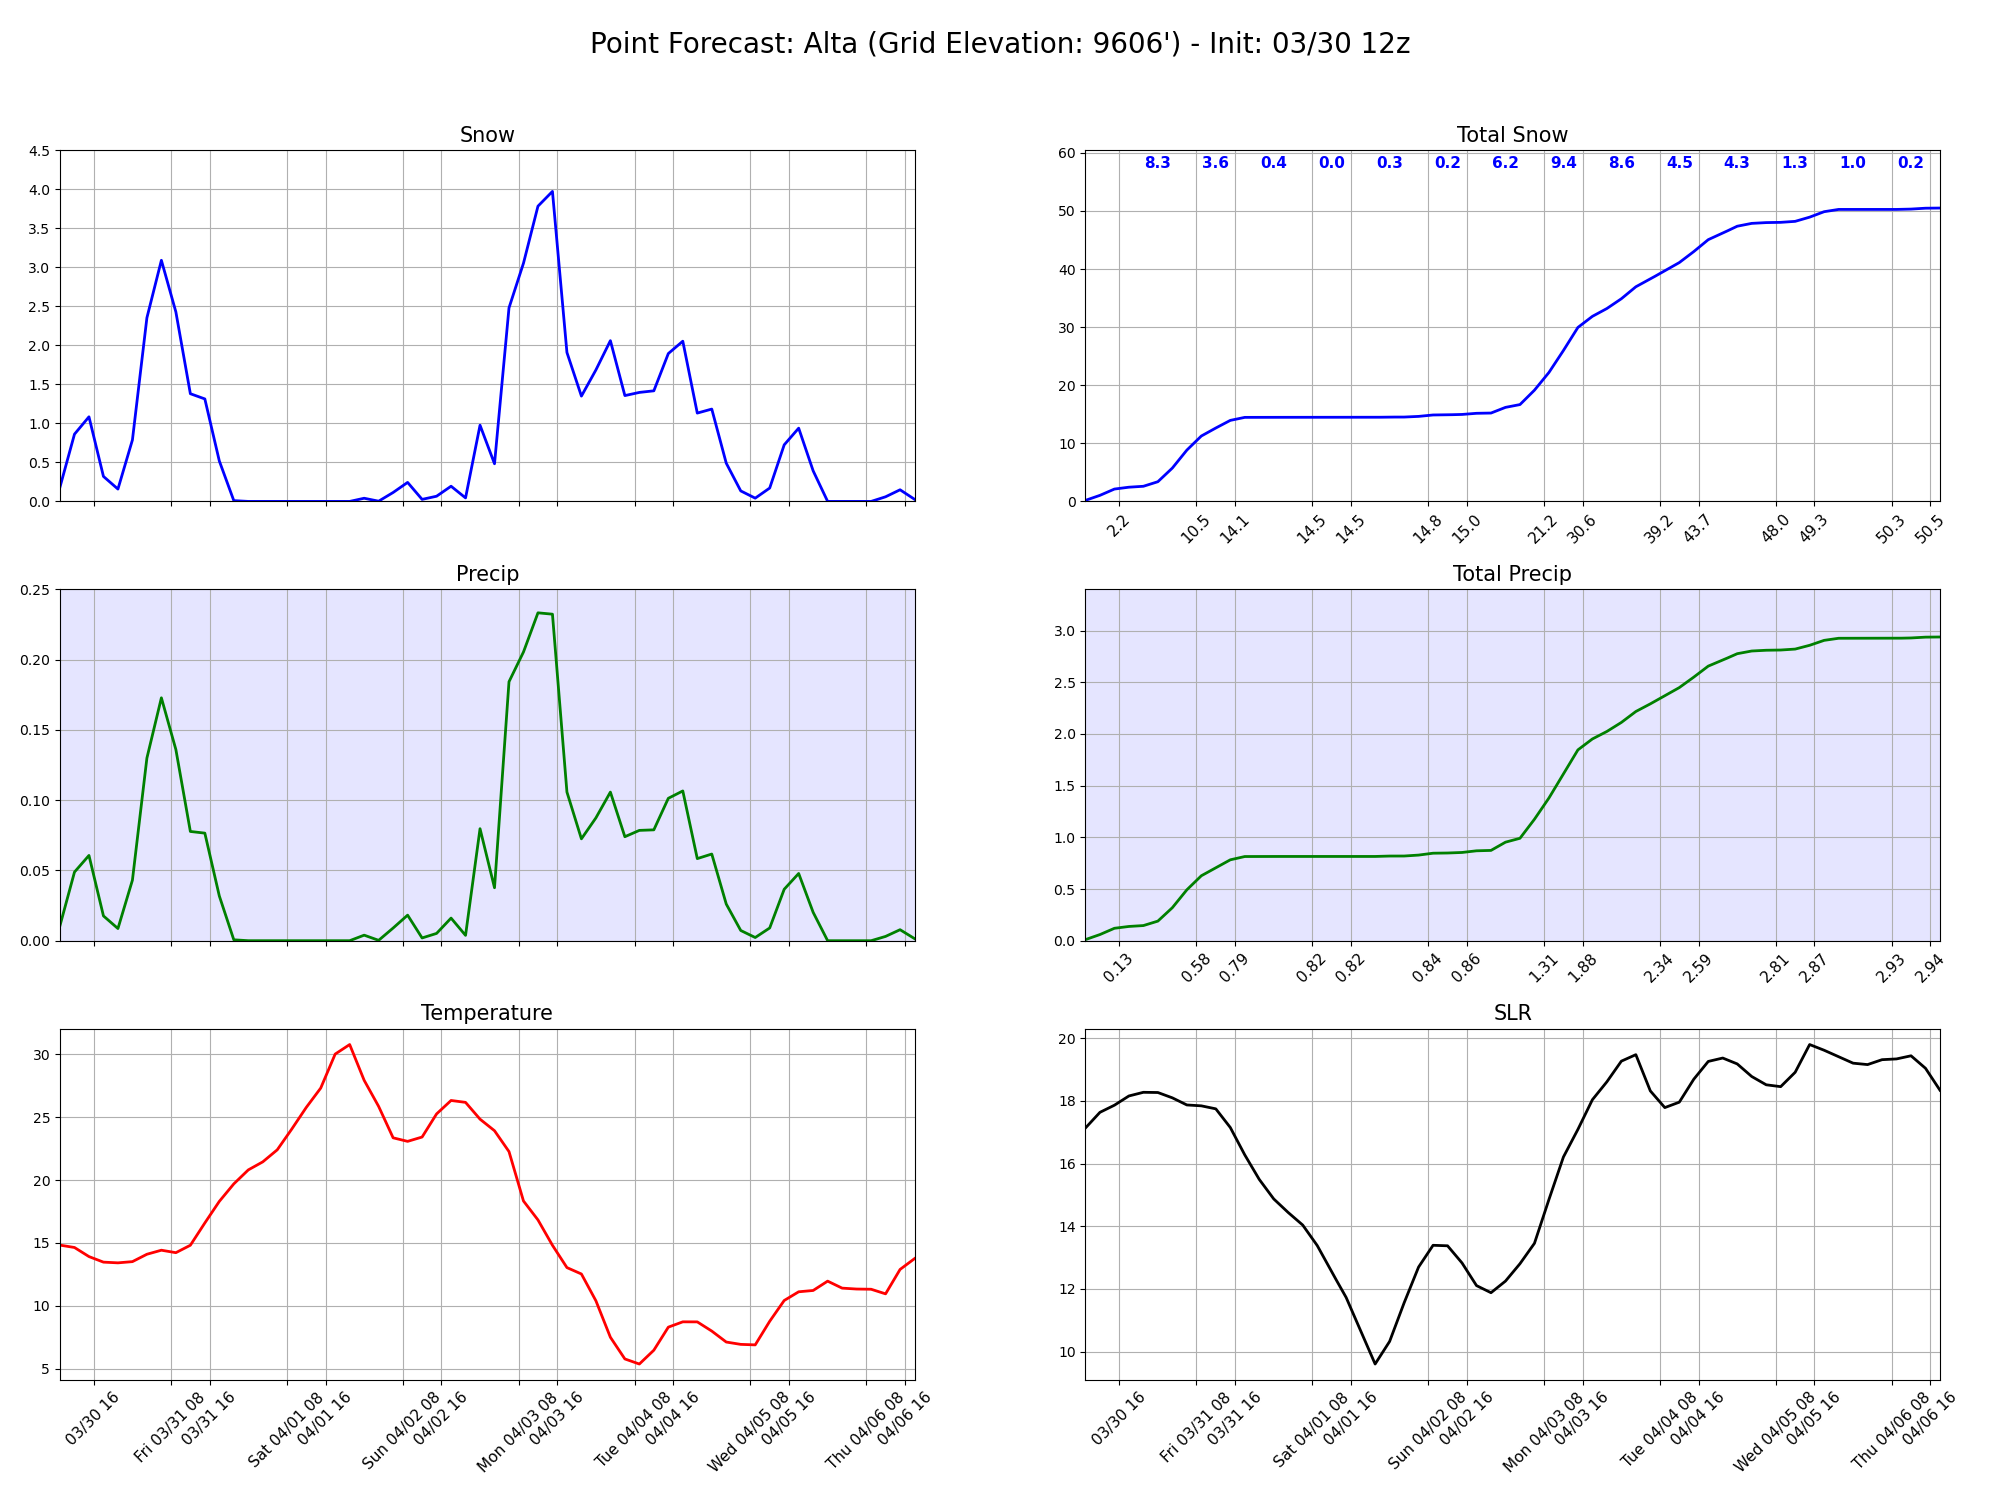 Point Forecast: Alta (Grid Elevation: 9606') - Init: 03/30 12z
Snow
4.5
4.0
3.5
3.0
2.5
2.0
1.5
1.0
0.5
0.0
Total Snow
60
50
40
30
20
10
0
8.3 3.6 0.4 0.0 0.3 0.2 6.2 9.4 8.6 4.5 4.3 1.3 1.0 0.2
2.2 10.5 14.1 14.5 14.5 14.8 15.0 21.2 30.6 39.2 43.7 48.0 49.3 50.3 50.5
Precip
0.25
0.20
0.15
0.10
0.05
0.00
Total Precip
3.0
2.5
2.0
1.5
1.0
0.5
0.0
0.13 0.58 0.79 0.82 0.82 0.84 0.86 1.31 1.88 2.34 2.59 2.81 2.87 2.93 2.94
Temperature
30
25
20
15
10
5
03/30 16
Fri 03/31 08
03/31 16
Sat 04/01 08
04/01 16
Sun 04/02 08
04/02 16
Mon 04/03 08
04/03 16
Tue 04/04 08
04/04 16
Wed 04/05 08
04/05 16
Thu 04/06 08
04/06 16
SLR
20
18
16
14
12
10
03/30 16
Fri 03/31 08
03/31 16
Sat 04/01 08
04/01 16
Sun 04/02 08
04/02 16
Mon 04/03 08
04/03 16
Tue 04/04 08
04/04 16
Wed 04/05 08
04/05 16
Thu 04/06 08
04/06 16